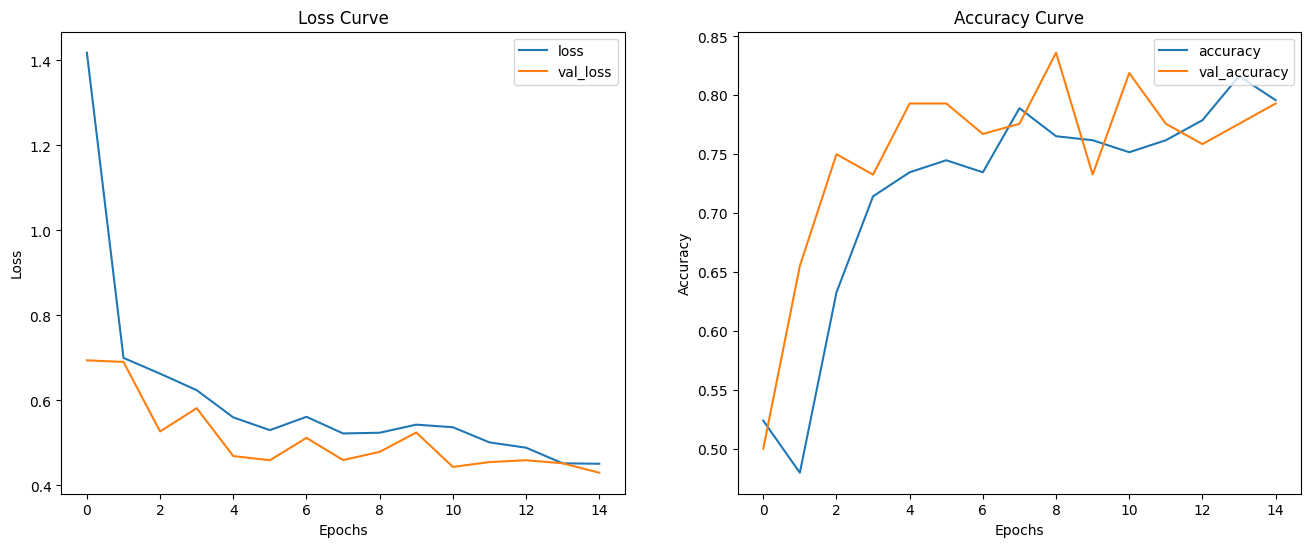 Loss Curve
loss
val_loss
1.4
1.2
1.0
0.8
0.6
0.4
Loss
0 2 4 6 8 10 12 14
Epochs
Accuracy Curve
accuracy
val_accuracy
0.85
0.80
0.75
0.70
0.65
0.60
0.55
0.50
Accuracy
0 2 4 6 8 10 12 14
Epochs